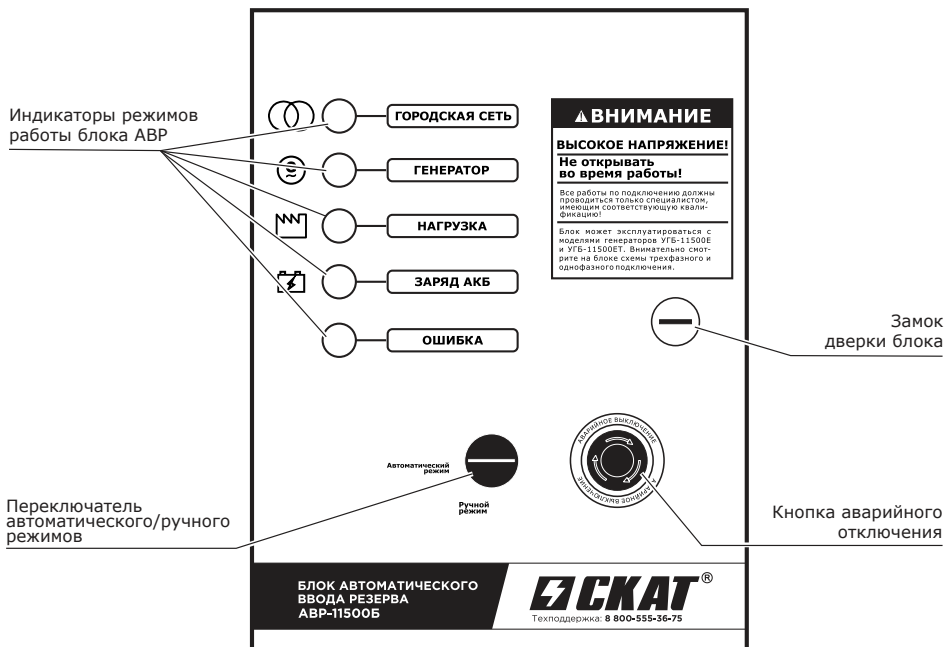 Индикаторы режимов
работы блока АВР
ГОРОДСКАЯ СЕТЬ
ГЕНЕРАТОР
НАГРУЗКА
ЗАРЯД АКБ
ОШИБКА
ВНИМАНИЕ
ВЫСОКОЕ НАПРЯЖЕНИЕ!
Не открывать
во время работы!
Все работы по подключению должны
проводиться только специалистом,
имеющим соответствующую квали-
фикацию!
Блок может эксплуатироваться с
моделями генераторов УГБ-11500Е
и УГБ-11500ЕТ. Внимательно смот-
рите на блоке схемы трехфазного и
однофазного подключения.
Замок
дверки блока
Автоматический
режим
Ручной
режим
АВАРИЙНОЕ ВЫКЛЮЧЕНИЕ
АВАРИЙНОЕ ВЫКЛЮЧЕНИЕ
Переключатель
автоматического/ручного
режимов
Кнопка аварийного
отключения
БЛОК АВТОМАТИЧЕСКОГО
ВВОДА РЕЗЕРВА
АВР-11500Б
СКАТ®
Техподдержка: 8 800-555-36-75